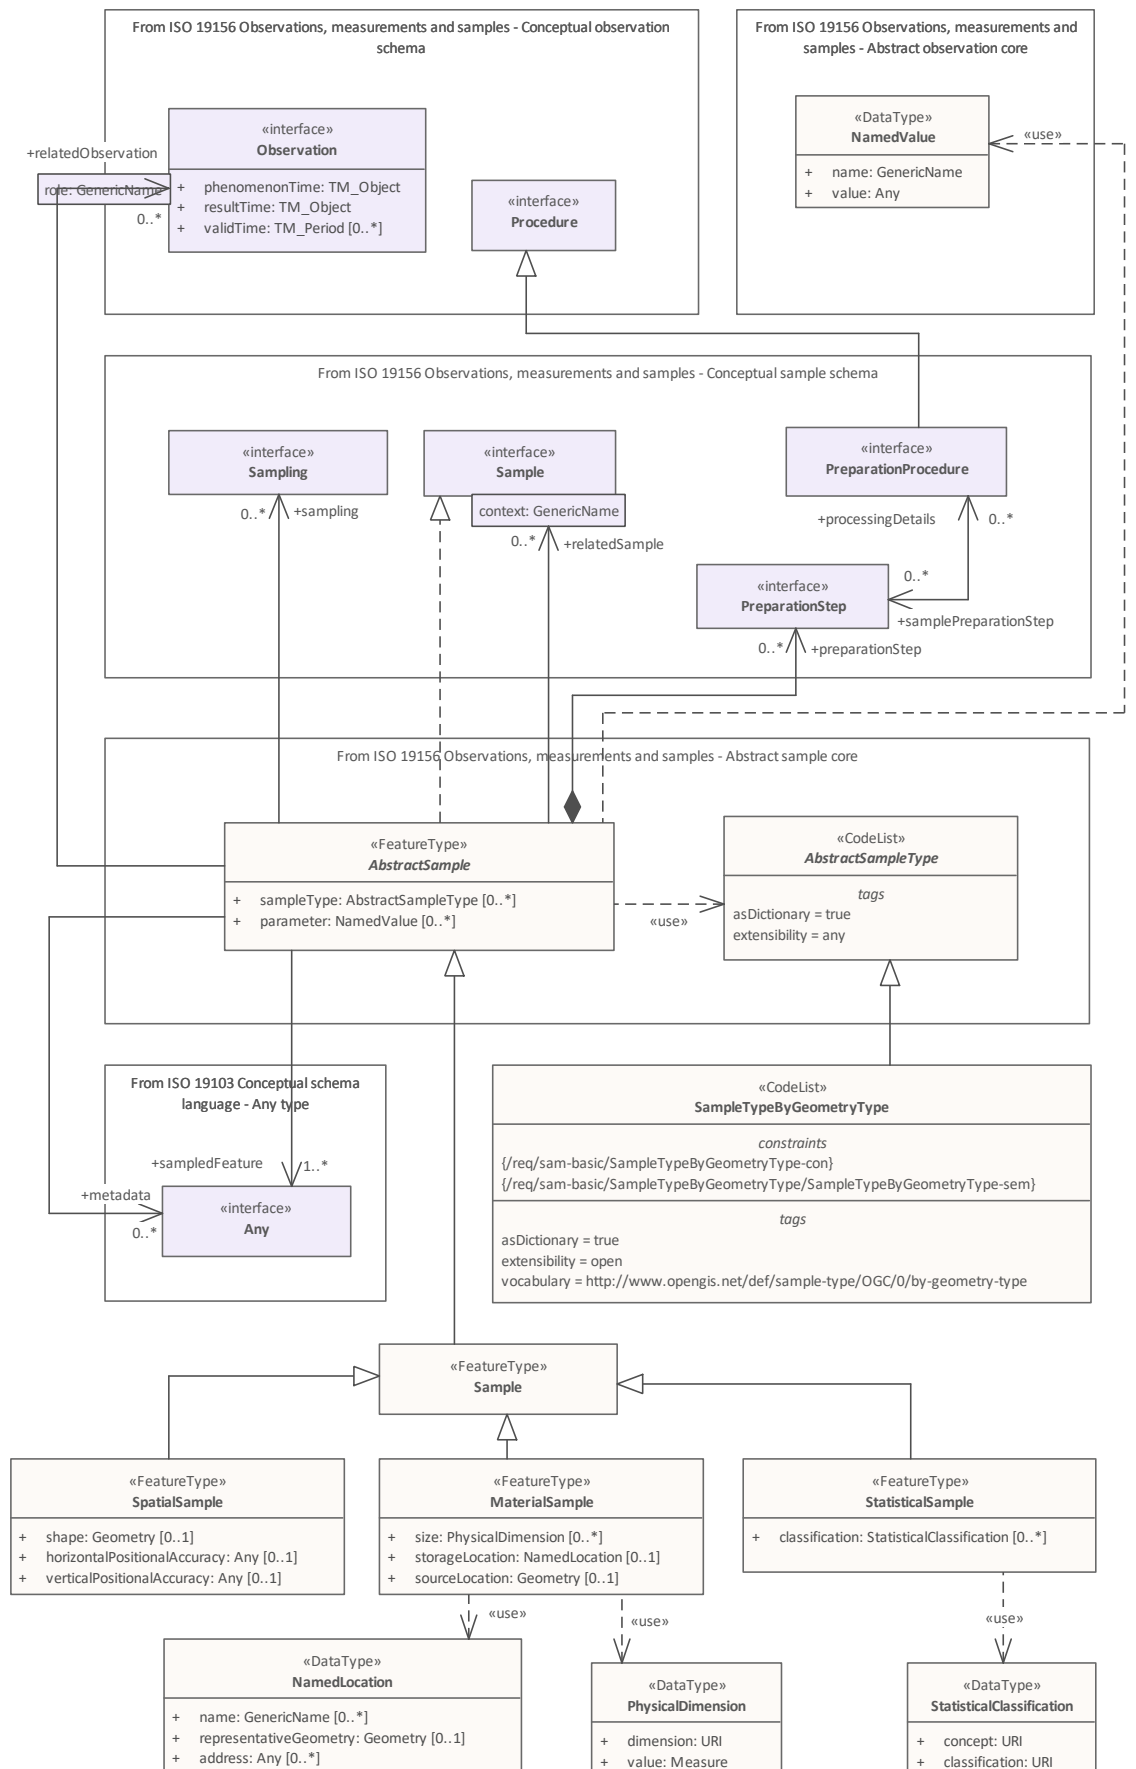 From ISO 19156 Observations, measurements and samples - Conceptual observation
schema
From ISO 19156 Observations, measurements and
samples - Abstract observation core
«interface»
Observation
+ phenomenonTime: TM_Object
+ resultTime: TM_Object
+ validTime: TM_Period [0..*]
+relatedObservation
role: GenericName
0..*
«interface»
Procedure
«DataType»
NamedValue
+ name: GenericName
+ value: Any
«use»
From ISO 19156 Observations, measurements and samples - Conceptual sample schema
«interface»
Sampling
0..*
+sampling
«interface»
Sample
context: GenericName
0..*
+relatedSample
«interface»
PreparationProcedure
+processingDetails
0..*
«interface»
PreparationStep
0..*
+samplePreparationStep
0..*
+preparationStep
From ISO 19156 Observations, measurements and samples - Abstract sample core
«FeatureType»
AbstractSample
+ sampleType: AbstractSampleType [0..*]
+ parameter: NamedValue [0..*]
«use»
«CodeList»
AbstractSampleType
tags
asDictionary = true
extensibility = any
From ISO 19103 Conceptual schema
language - Any type
+sampledFeature
1..*
+metadada
0..*
«interface»
Any
«CodeList»
SampleTypeByGeometryType
constraints
{/req/sam-basic/SampleTypeByGeometryType-con}
{/req/sam-basic/SampleTypeByGeometryType/SampleTypeByGeometryType-sem}
tags
asDictionary = true
extensibility = open
vocabulary = http://www.opengis.net/def/sample-type/OGC/0/by-geometry-type
«FeatureType»
Sample
«FeatureType»
SpatialSample
+ shape: Geometry [0..1]
+ horizontalPositionalAccuracy: Any [0..1]
+ verticalPositionalAccuracy: Any [0..1]
«FeatureType»
MaterialSample
+ size: PhysicalDimension [0..*]
+ storageLocation: NamedLocation [0..1]
+ sourceLocation: Geometry [0..1]
«FeatureType»
StatisticalSample
+ classification: StatisticalClassification [0..*]
«use»
«use»
«use»
«DataType»
NamedLocation
+ name: GenericName [0..*]
+ representativeGeometry: Geometry [0..1]
+ address: Any [0..*]
«DataType»
PhysicalDimension
+ dimension: URI
+ value: Measure
«DataType»
StatisticalClassification
+ concept: URI
+ classification: URI